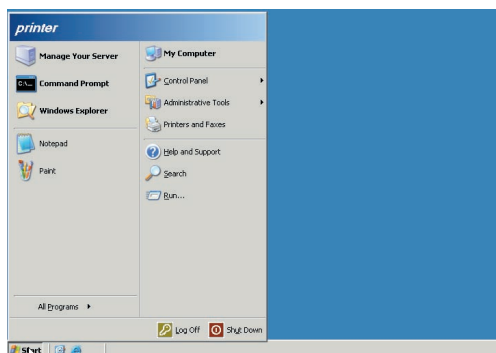 printer
Manage Your Server
Command Prompt
Windows Explorer
Notepad
Paint
All Programs
My Computer
Control Panel
Administrative Tools
Printers and Faxes
Help and Support
Search
Run...
Log Off
Shut Down
Start